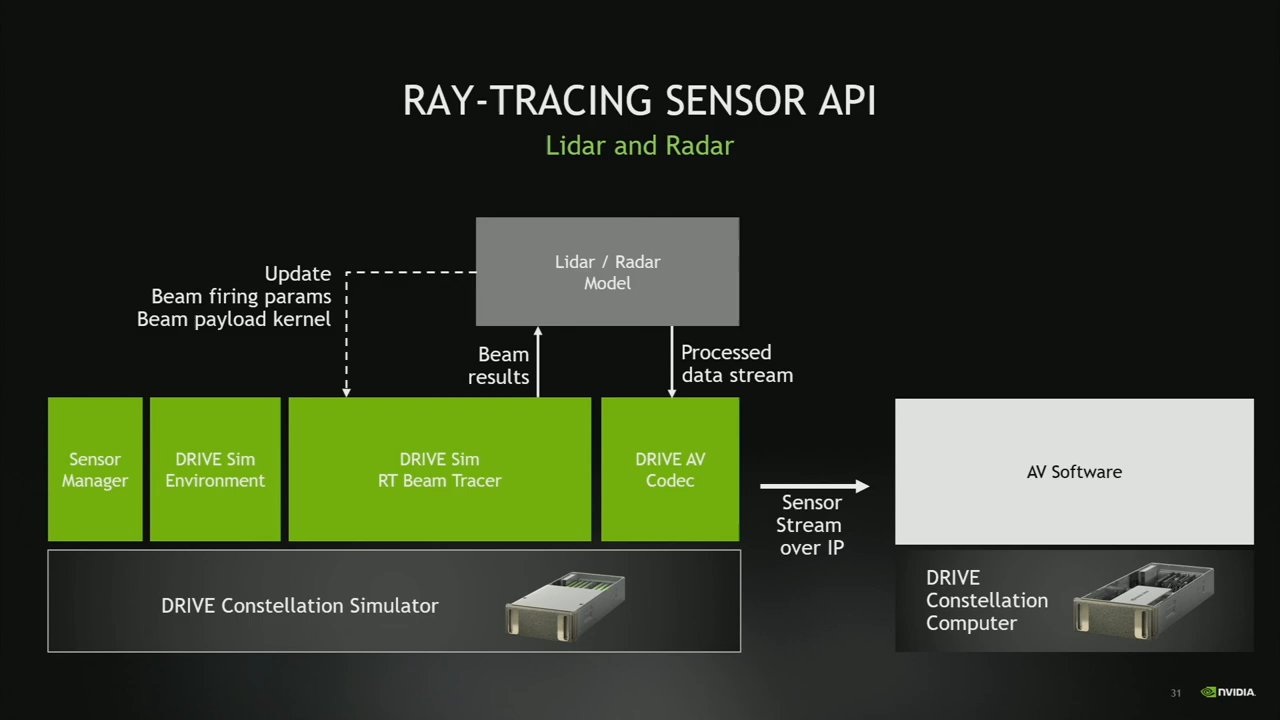 RAY-TRACING SENSOR API
Lidar and Radar
Lidar / Radar
Model
Update
Beam firing params
Beam payload kernel
Beam
results
Processed
data stream
Sensor
Manager
DRIVE Sim
Environment
DRIVE Sim
RT Beam Tracer
DRIVE AV
Codec
Sensor
Stream
over IP
AV Software
DRIVE Constellation Simulator
DRIVE
Constellation
Computer
31
NVIDIA.